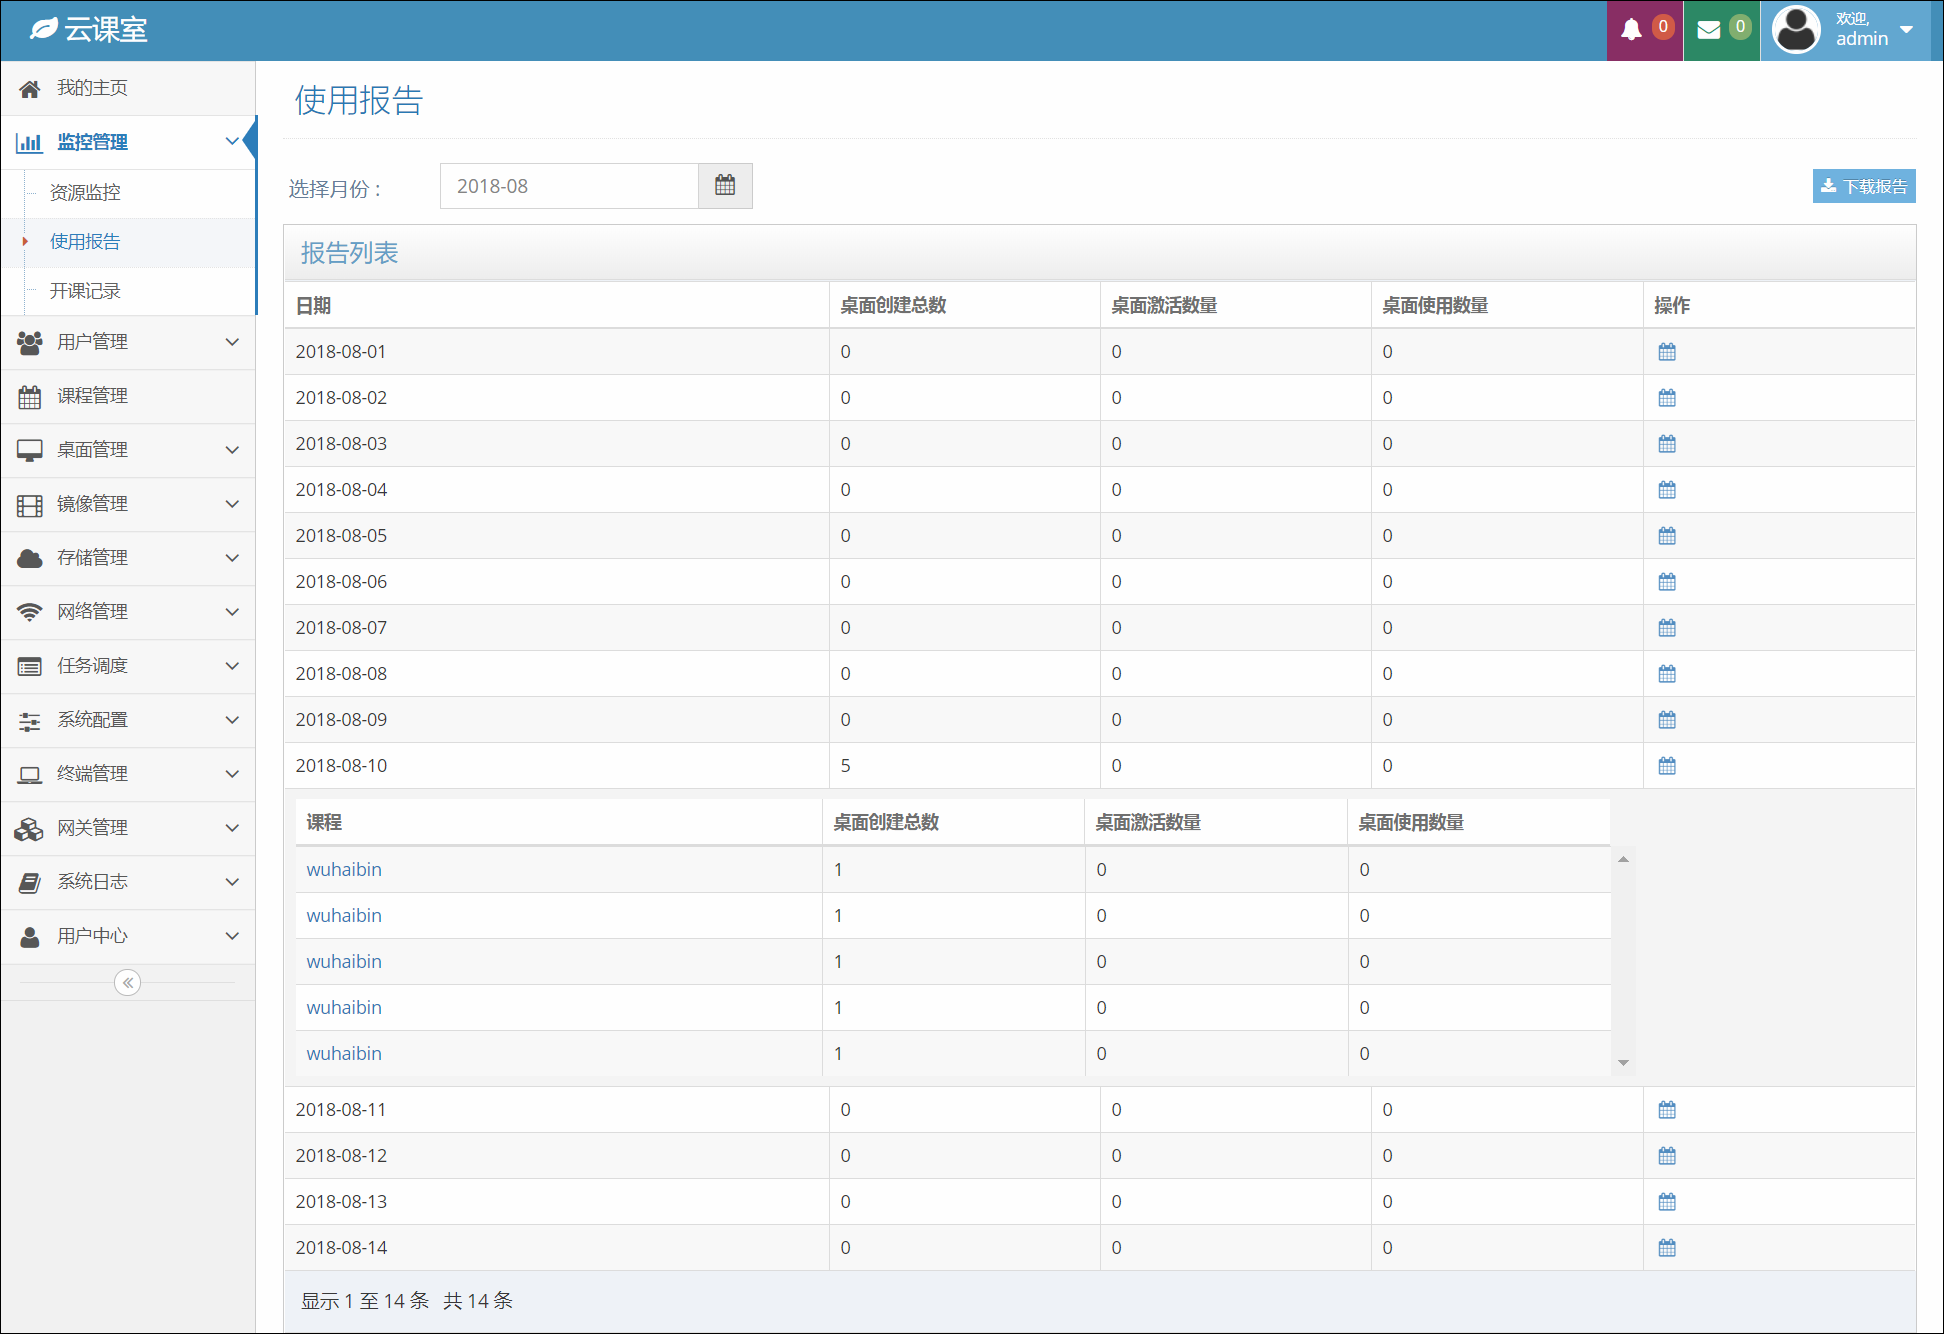 云课室
0
0
欢迎,
admin
我的主页
监控管理
资源监控
使用报告
开课记录
用户管理
课程管理
桌面管理
镜像管理
存储管理
网络管理
任务调度
系统配置
终端管理
网关管理
系统日志
用户中心
使用报告
选择月份：
2018-08
下载报告
报告列表
日期 桌面创建总数 桌面激活数量 桌面使用数量 操作
2018-08-01 0 0 0
2018-08-02 0 0 0
2018-08-03 0 0 0
2018-08-04 0 0 0
2018-08-05 0 0 0
2018-08-06 0 0 0
2018-08-07 0 0 0
2018-08-08 0 0 0
2018-08-09 0 0 0
2018-08-10 5 0 0
课程 桌面创建总数 桌面激活数量 桌面使用数量
wuhaibin 1 0 0
wuhaibin 1 0 0
wuhaibin 1 0 0
wuhaibin 1 0 0
wuhaibin 1 0 0
2018-08-11 0 0 0
2018-08-12 0 0 0
2018-08-13 0 0 0
2018-08-14 0 0 0
显示 1 至 14 条 共 14 条